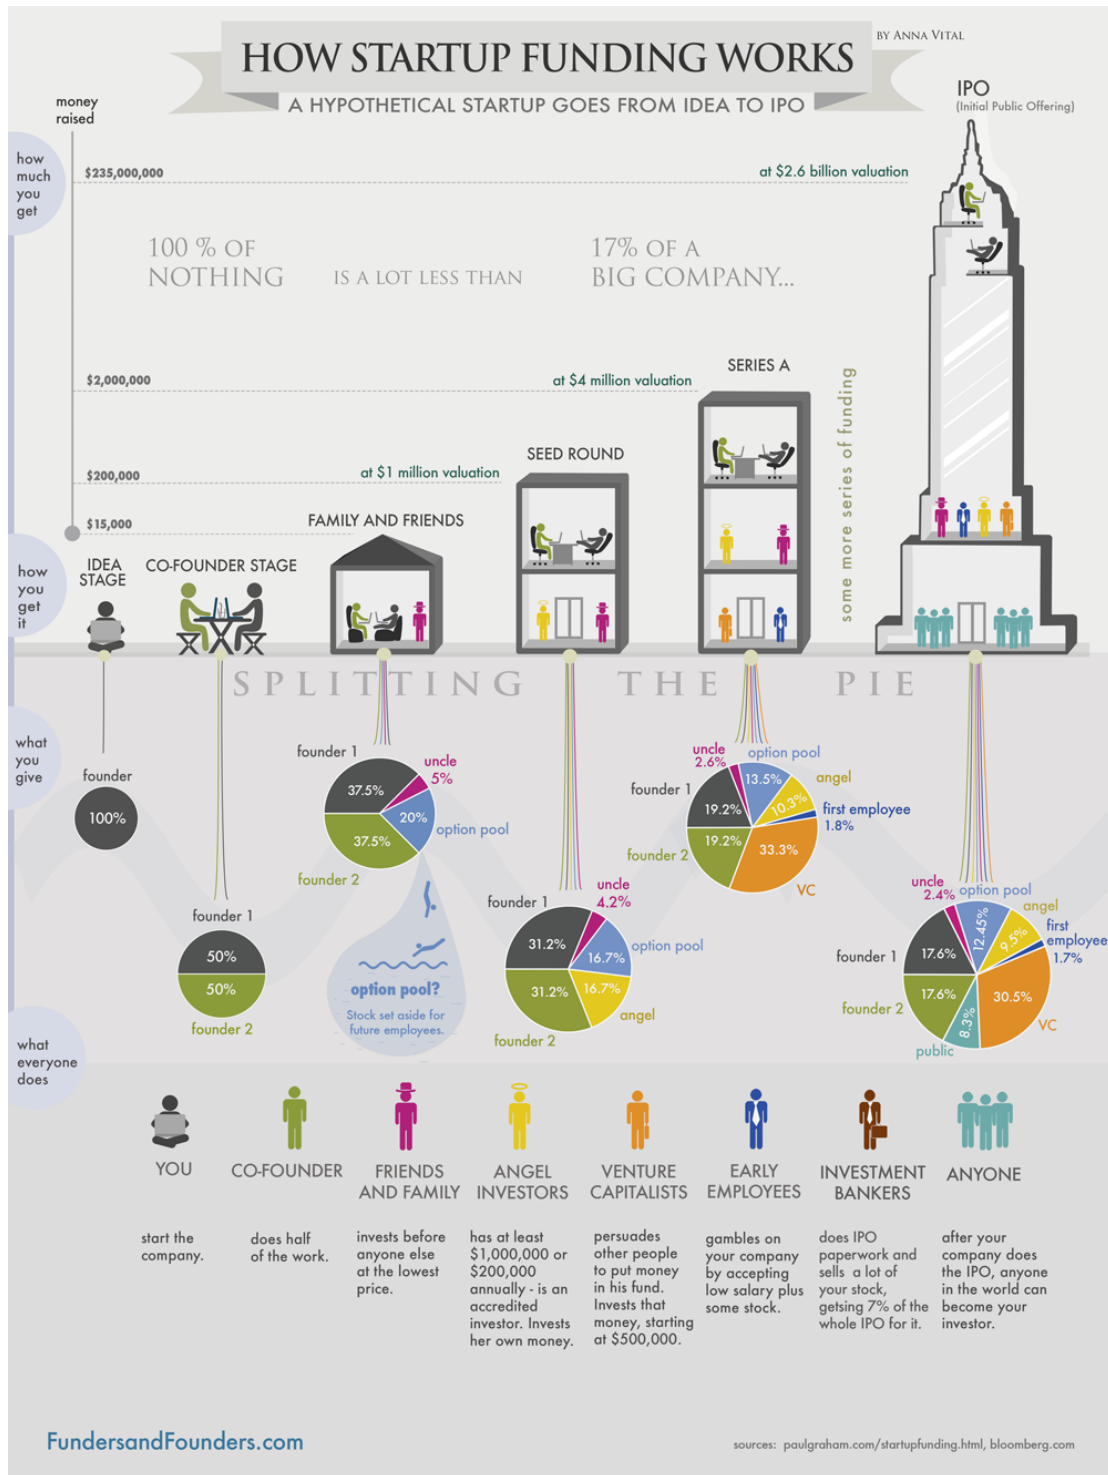 HOW STARTUP FUNDING WORKS
BY ANNA VITAL
A HYPOTHETICAL STARTUP GOES FROM IDEA TO IPO
IPO
(Initial Public Offering)
money
raised
how
much
you
get
$235,000,000
at $2.6 billion valuation
100 % OF
NOTHING
IS A LOT LESS THAN
17% OF A
BIG COMPANY...
SERIES A
$2,000,000
at $4 million valuation
some more series of funding
SEED ROUND
$200,000
at $1 million valuation
FAMILY AND FRIENDS
$15,000
how
you
get
it
IDEA
STAGE
CO-FOUNDER STAGE
SPLITTING THE PIE
what
you
give
founder
100%
founder 1
50%
50%
founder 2
founder 1
uncle
5%
37.5%
20%
option pool
37.5%
founder 2
option pool?
Stock set aside for
future employees.
founder 1
uncle
4.2%
31.2%
option pool
16.7%
31.2%
16.7%
angel
founder 2
uncle
2.6%
option pool
13.5%
angel
founder 1
10.3%
19.2%
first employee
1.8%
19.2%
founder 2
33.3%
VC
uncle
2.4%
option pool
12.45%
angel
9.5%
first
employee
1.7%
founder 1
17.6%
17.6%
30.5%
founder 2
8.3%
VC
public
what
everyone
does
YOU
start the
company.
CO-FOUNDER
does half
of the work.
FRIENDS
AND FAMILY
invests before
anyone else
at the lowest
price.
ANGEL
INVESTORS
has at least
$1,000,000 or
$200,000
annually - is an
accredited
investor. Invests
her own money.
VENTURE
CAPITALISTS
persuades
other people
to put money
in his fund.
Invests that
money, starting
at $500,000.
EARLY
EMPLOYEES
gambles on
your company
by accepting
low salary plus
some stock.
INVESTMENT
BANKERS
does IPO
paperwork and
sells a lot of
your stock,
getsing 7% of the
whole IPO for it.
ANYONE
after your
company does
the IPO, anyone
in the world can
become your
investor.
FundersandFounders.com
sources: paulgraham.com/startupfunding.html, bloomberg.com